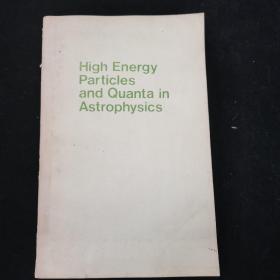 High Energy
Particles
and Quanta in
Astrophysics